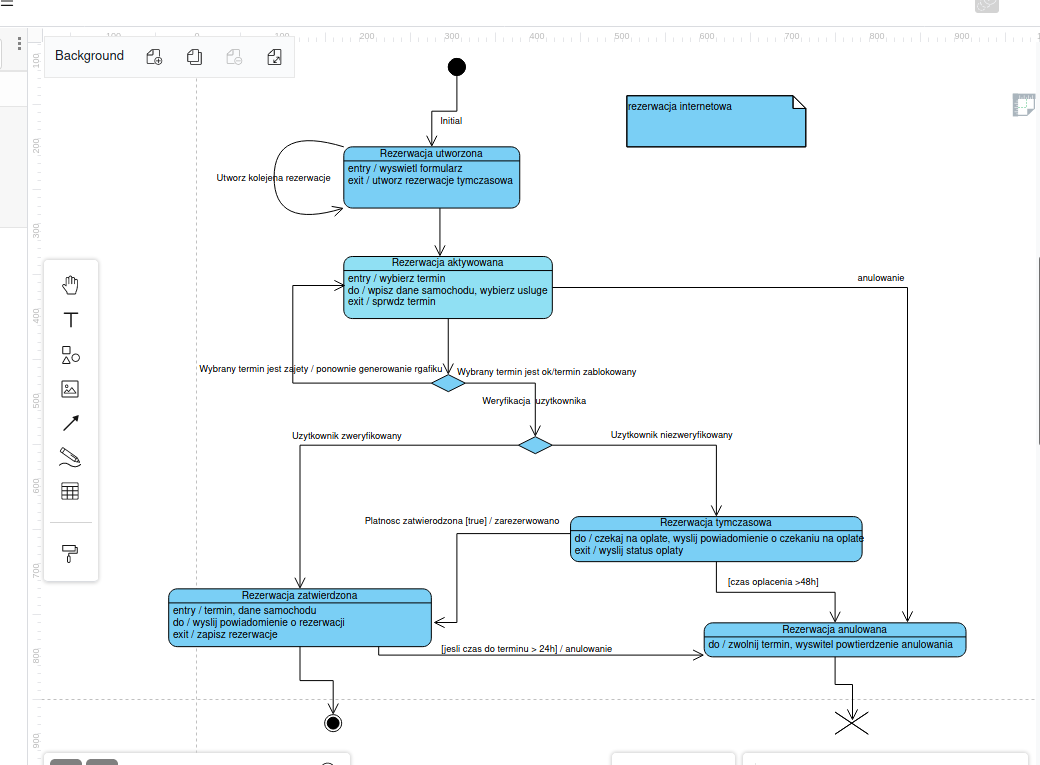 100 0 100 200 300 400 500 600 700 800 900
Background
100
rezerwacja internetowa
Initial
200
Rezerwacja utworzona
entry / wyswietl formularz
exit / utworz rezerwacje tymczasowa
Utworz kolejena rezerwacje
300
Rezerwacja aktywowana
entry / wybierz termin
do / wpisz dane samochodu, wybierz usluge
exit / sprwdz termin
anulowanie
400
Wybrany termin jest zajety / ponownie generowanie rgafiku
Wybrany termin jest ok/termin zablokowany
500
Weryfikacja uzytkownika
Uzytkownik zweryfikowany
Uzytkownik niezweryfikowany
600
Platnosc zatwierodzona [true] / zarezerwowano
Rezerwacja tymczasowa
do / czekaj na oplate, wyslij powiadomienie o czekaniu na oplate
exit / wyslij status oplaty
700
[czas oplacenia >48h]
Rezerwacja zatwierdzona
entry / termin, dane samochodu
do / wyslij powiadomienie o rezerwacji
exit / zapisz rezerwacje
Rezerwacja anulowana
do / zwolnij termin, wyswitel powtierdzenie anulowania
[jesli czas do terminu > 24h] / anulowanie
800
900